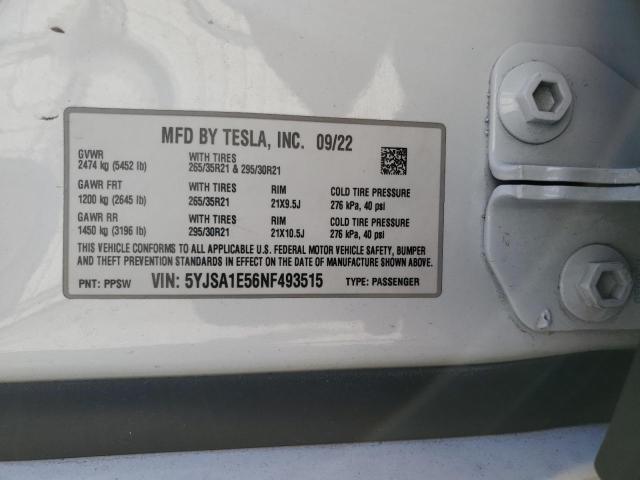 MFD BY TESLA, INC. 09/22
GVWR WITH TIRES
2474 kg (5452 lb) 265/35R21 & 295/30R21
GAWR FRT WITH TIRES RIM COLD TIRE PRESSURE
1200 kg (2645 lb) 265/35R21 21X9.5J 276 kPa, 40 psi
GAWR RR WITH TIRES RIM COLD TIRE PRESSURE
1450 kg (3196 lb) 295/30R21 21X10.5J 276 kPa, 40 psi
THIS VEHICLE CONFORMS TO ALL APPLICABLE U.S. FEDERAL MOTOR VEHICLE SAFETY, BUMPER
AND THEFT PREVENTION STANDARDS IN EFFECT ON THE DATE OF MANUFACTURE SHOWN ABOVE.
PNT: PPSW VIN: 5YJSA1E56NF493515 TYPE: PASSENGER